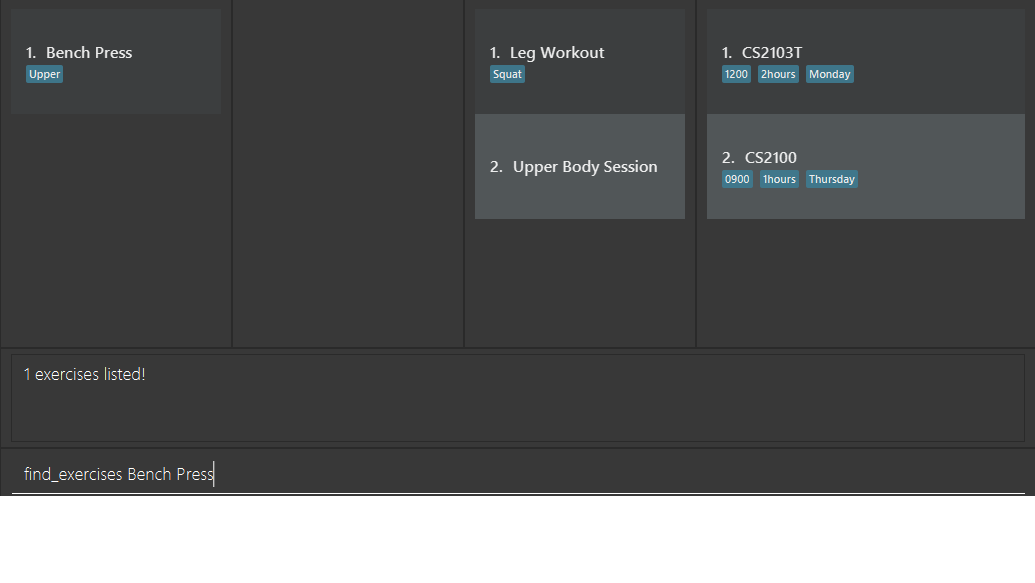 1. Bench Press
Upper
1. Leg Workout
Squat
2. Upper Body Session
1. CS2103T
1200 2hours Monday
2. CS2100
0900 1hours Thursday
1 exercises listed!
find_exercises Bench Press